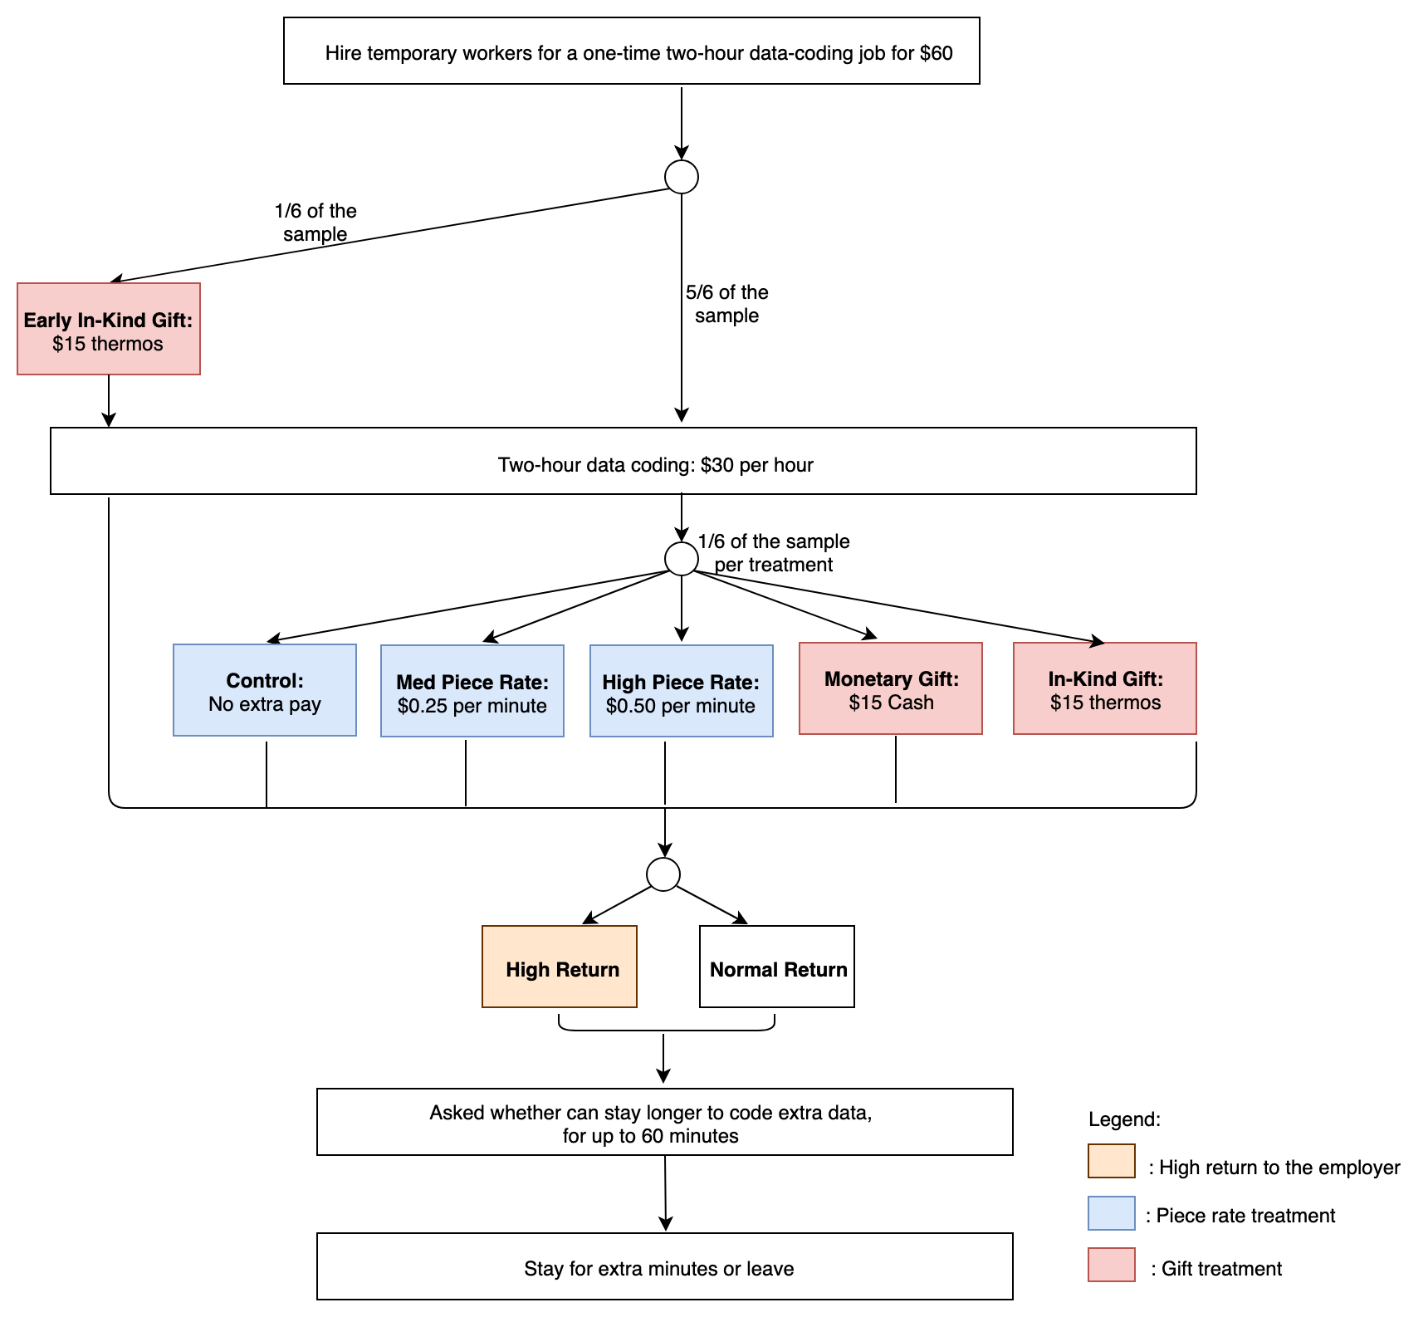 Hire temporary workers for a one-time two-hour data-coding job for $60
1/6 of the
sample
5/6 of the
sample
Early In-Kind Gift:
$15 thermos
Two-hour data coding: $30 per hour
1/6 of the sample
per treatment
Control:
No extra pay
Med Piece Rate:
$0.25 per minute
High Piece Rate:
$0.50 per minute
Monetary Gift:
$15 Cash
In-Kind Gift:
$15 thermos
High Return
Normal Return
Asked whether can stay longer to code extra data,
for up to 60 minutes
Stay for extra minutes or leave
Legend:
: High return to the employer
: Piece rate treatment
: Gift treatment